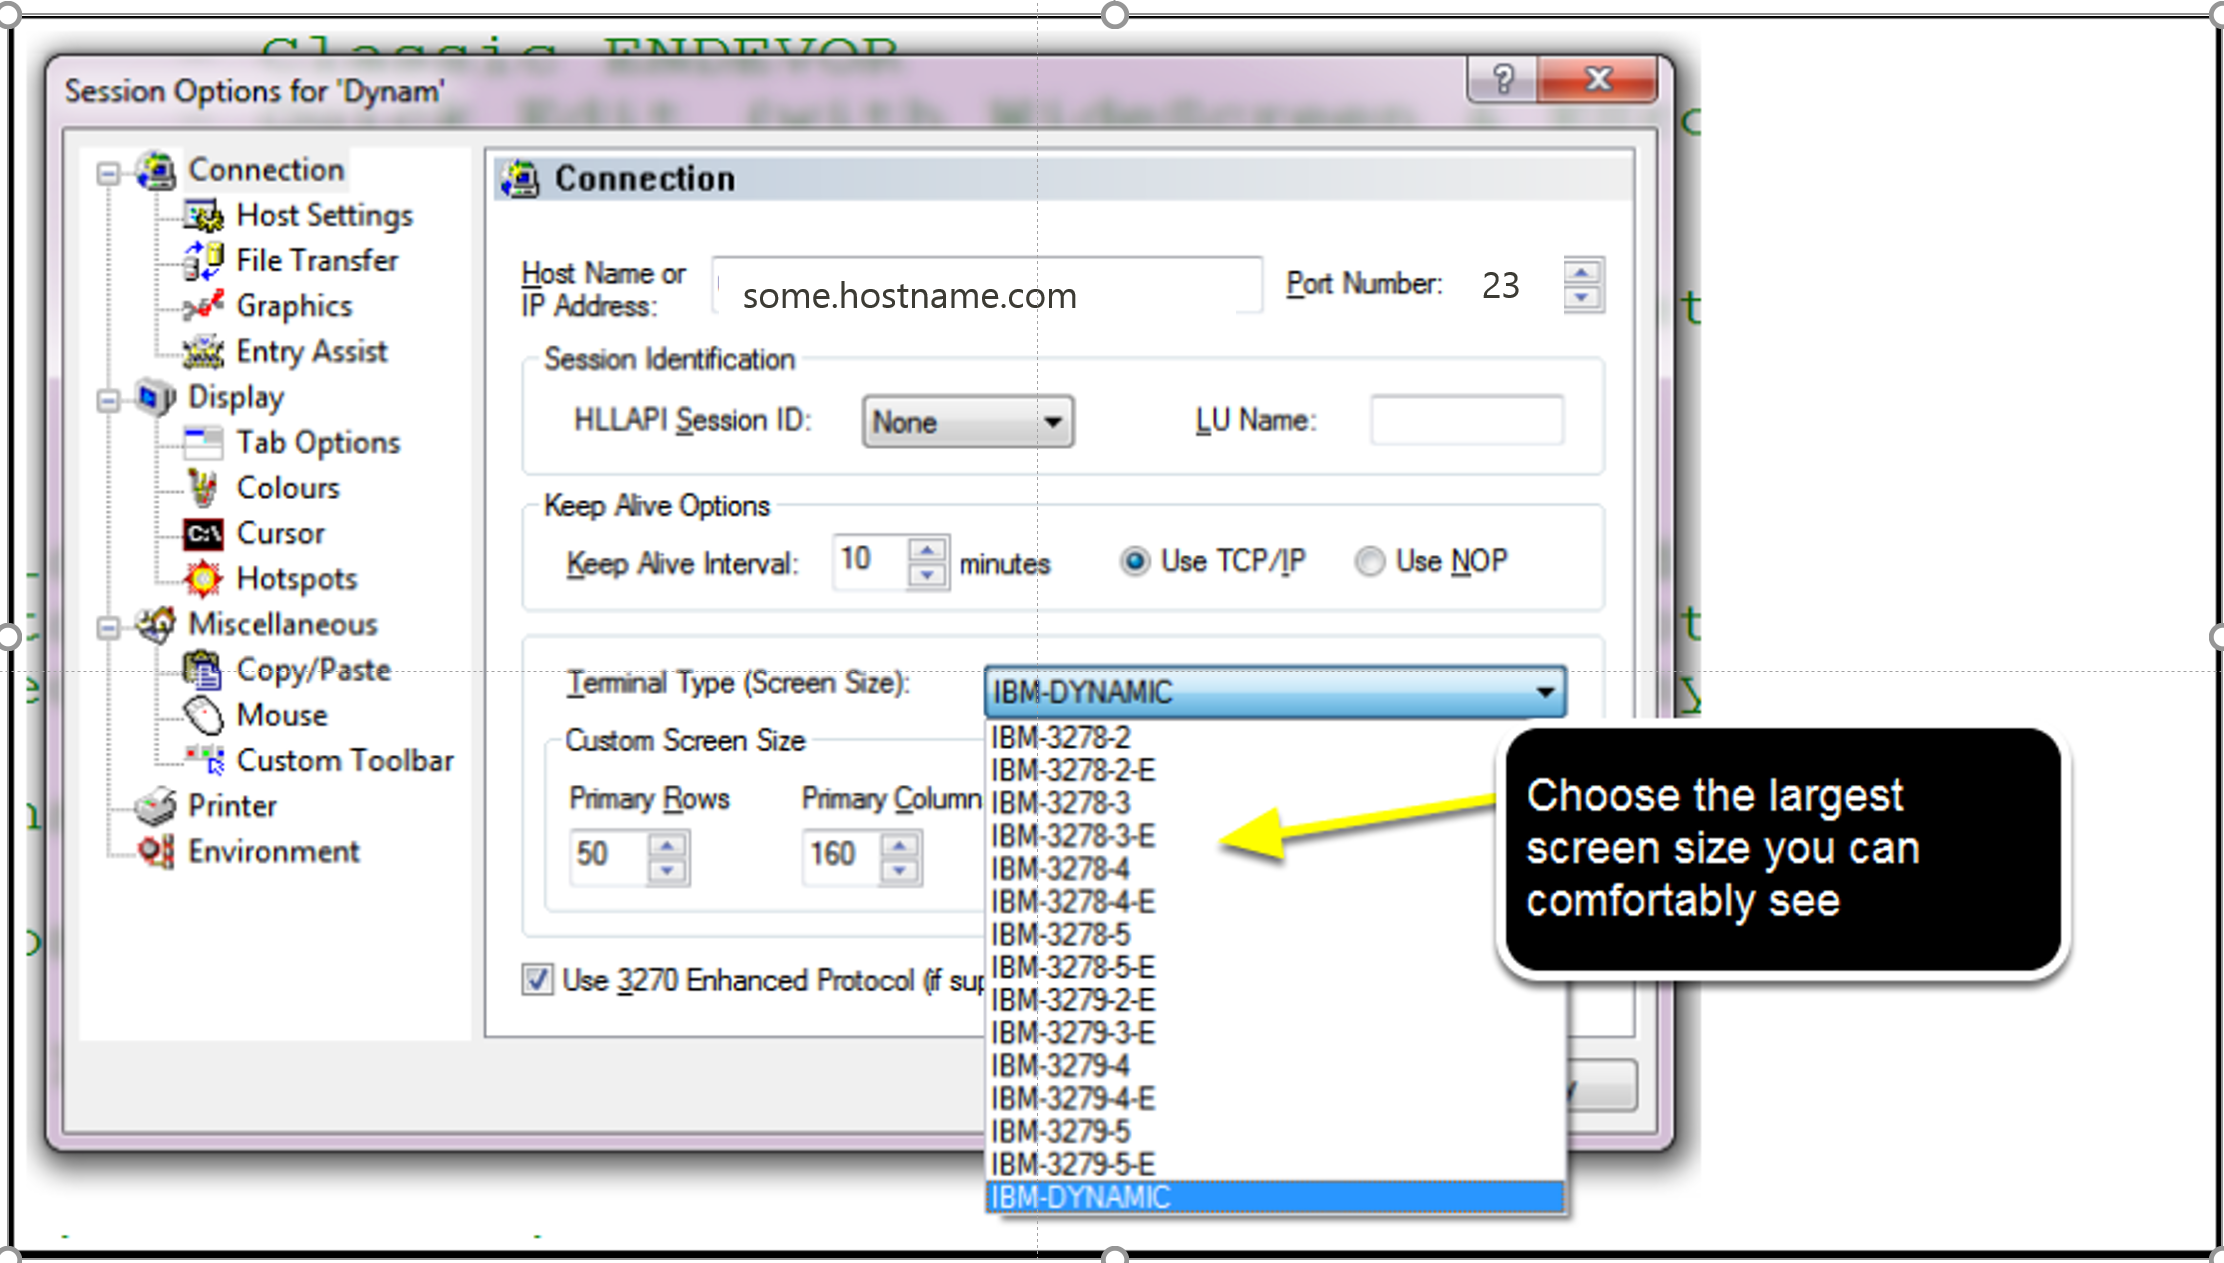 Classic ENDEVOR
Session Options for 'Dynam'
Connection
Host Settings
File Transfer
Graphics
Entry Assist
Display
Tab Options
Colours
Cursor
Hotspots
Miscellaneous
Copy/Paste
Mouse
Custom Toolbar
Printer
Environment
Connection
Host Name or
IP Address:
some.hostname.com
Port Number: 23
Session Identification
HLLAPI Session ID: None LU Name:
Keep Alive Options
Keep Alive Interval: 10 minutes Use TCP/IP Use NOP
Terminal Type (Screen Size): IBM-DYNAMIC
Custom Screen Size
Primary Rows Primary Column
50 160
Use 3270 Enhanced Protocol (if sup
IBM-3278-2
IBM-3278-2-E
IBM-3278-3
IBM-3278-3-E
IBM-3278-4
IBM-3278-4-E
IBM-3278-5
IBM-3278-5-E
IBM-3279-2-E
IBM-3279-3-E
IBM-3279-4
IBM-3279-4-E
IBM-3279-5
IBM-3279-5-E
IBM-DYNAMIC
Choose the largest
screen size you can
comfortably see